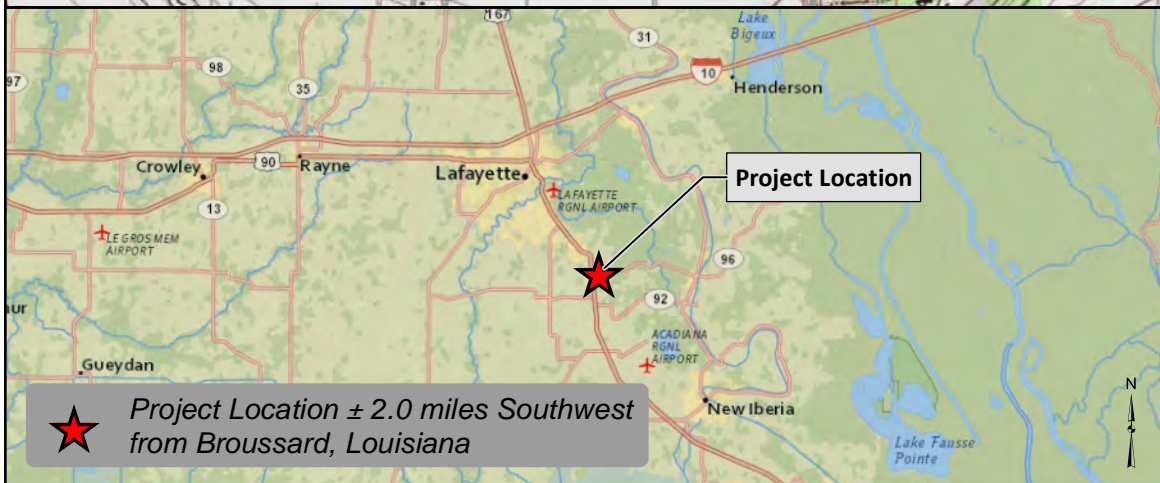 167
Lake
Bigeux
31
98
97
10
Henderson
35
Crowley
90
Rayne
Lafayette
Project Location
LAFAYETTE
RGNL AIRPORT
13
LE GROS MEM
AIRPORT
96
92
ur
ACADIANA
RGNL
AIRPORT
Gueydan
New Iberia
N
Project Location ± 2.0 miles Southwest
from Broussard, Louisiana
Lake Fausse
Pointe